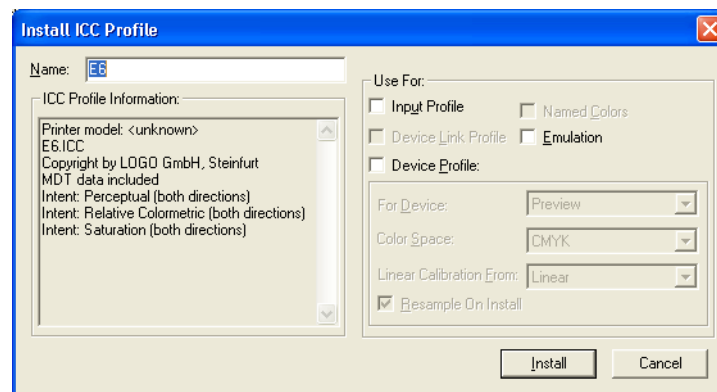 Install ICC Profile
Name: E6
ICC Profile Information:
Printer model: <unknown>
E6.ICC
Copyright by LOGO GmbH, Steinfurt
MDT data included
Intent: Perceptual (both directions)
Intent: Relative Colormetric (both directions)
Intent: Saturation (both directions)
Use For:
Input Profile
Named Colors
Device Link Profile
Emulation
Device Profile:
For Device: Preview
Color Space: CMYK
Linear Calibration From: Linear
Resample On Install
Install
Cancel